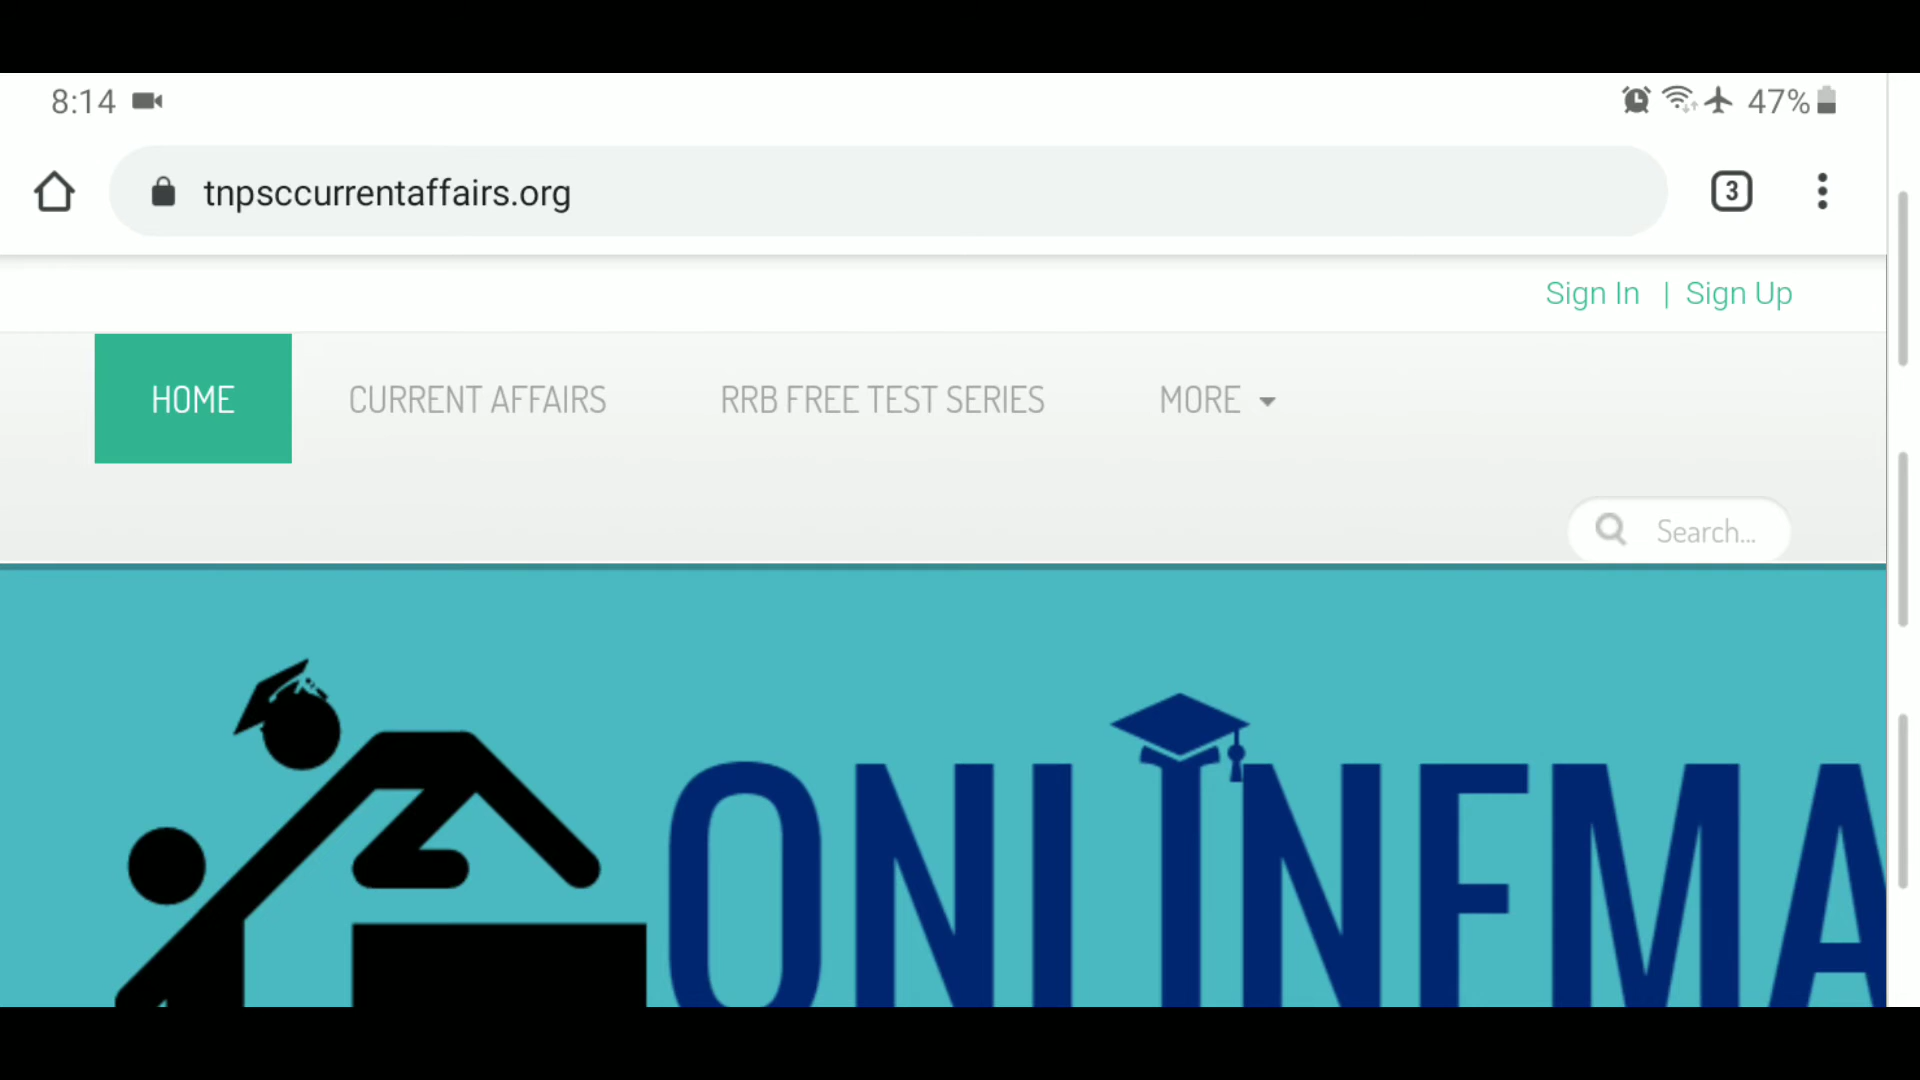 8:14
47%
tnpsccurrentaffairs.org
3
Sign In | Sign Up
HOME CURRENT AFFAIRS RRB FREE TEST SERIES MORE
Search...
ONLINEMA